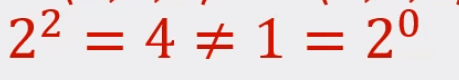 2² = 4 ≠ 1 = 2⁰